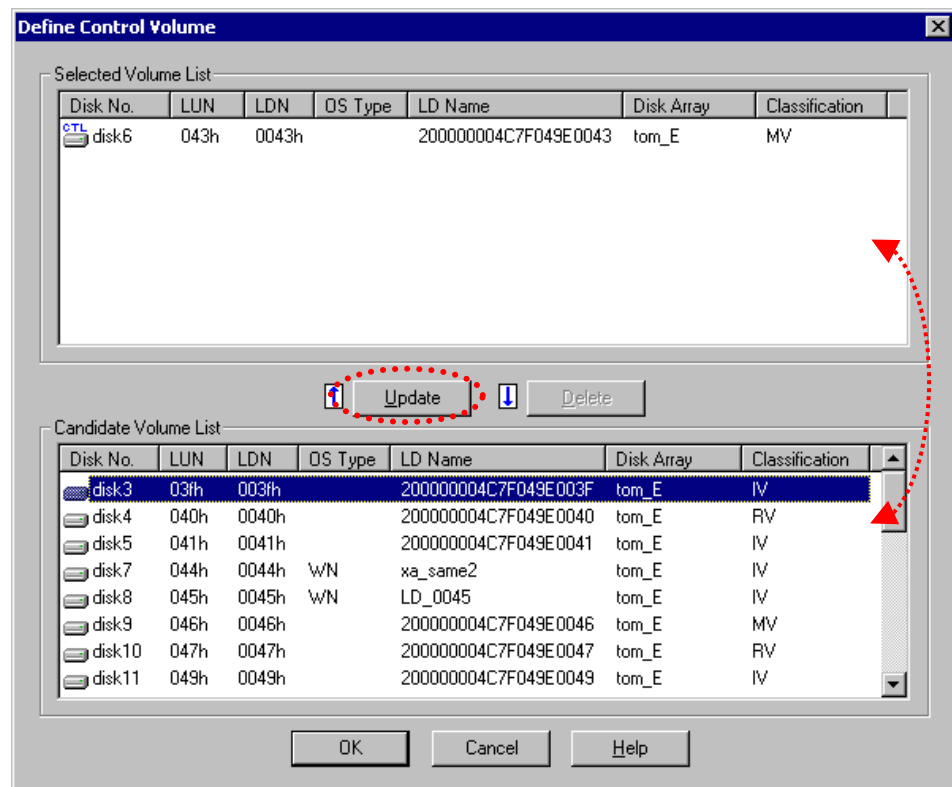 Define Control Volume
Selected Volume List
Disk No. LUN LDN OS Type LD Name Disk Array Classification
CTL disk6 043h 0043h 200000004C7F049E0043 tom_E MV
Update Delete
Candidate Volume List
Disk No. LUN LDN OS Type LD Name Disk Array Classification
disk3 03fh 003fh 200000004C7F049E003F tom_E IV
disk4 040h 0040h 200000004C7F049E0040 tom_E RV
disk5 041h 0041h 200000004C7F049E0041 tom_E IV
disk7 044h 0044h WN xa_same2 tom_E IV
disk8 045h 0045h WN LD_0045 tom_E IV
disk9 046h 0046h 200000004C7F049E0046 tom_E MV
disk10 047h 0047h 200000004C7F049E0047 tom_E RV
disk11 049h 0049h 200000004C7F049E0049 tom_E IV
OK Cancel Help